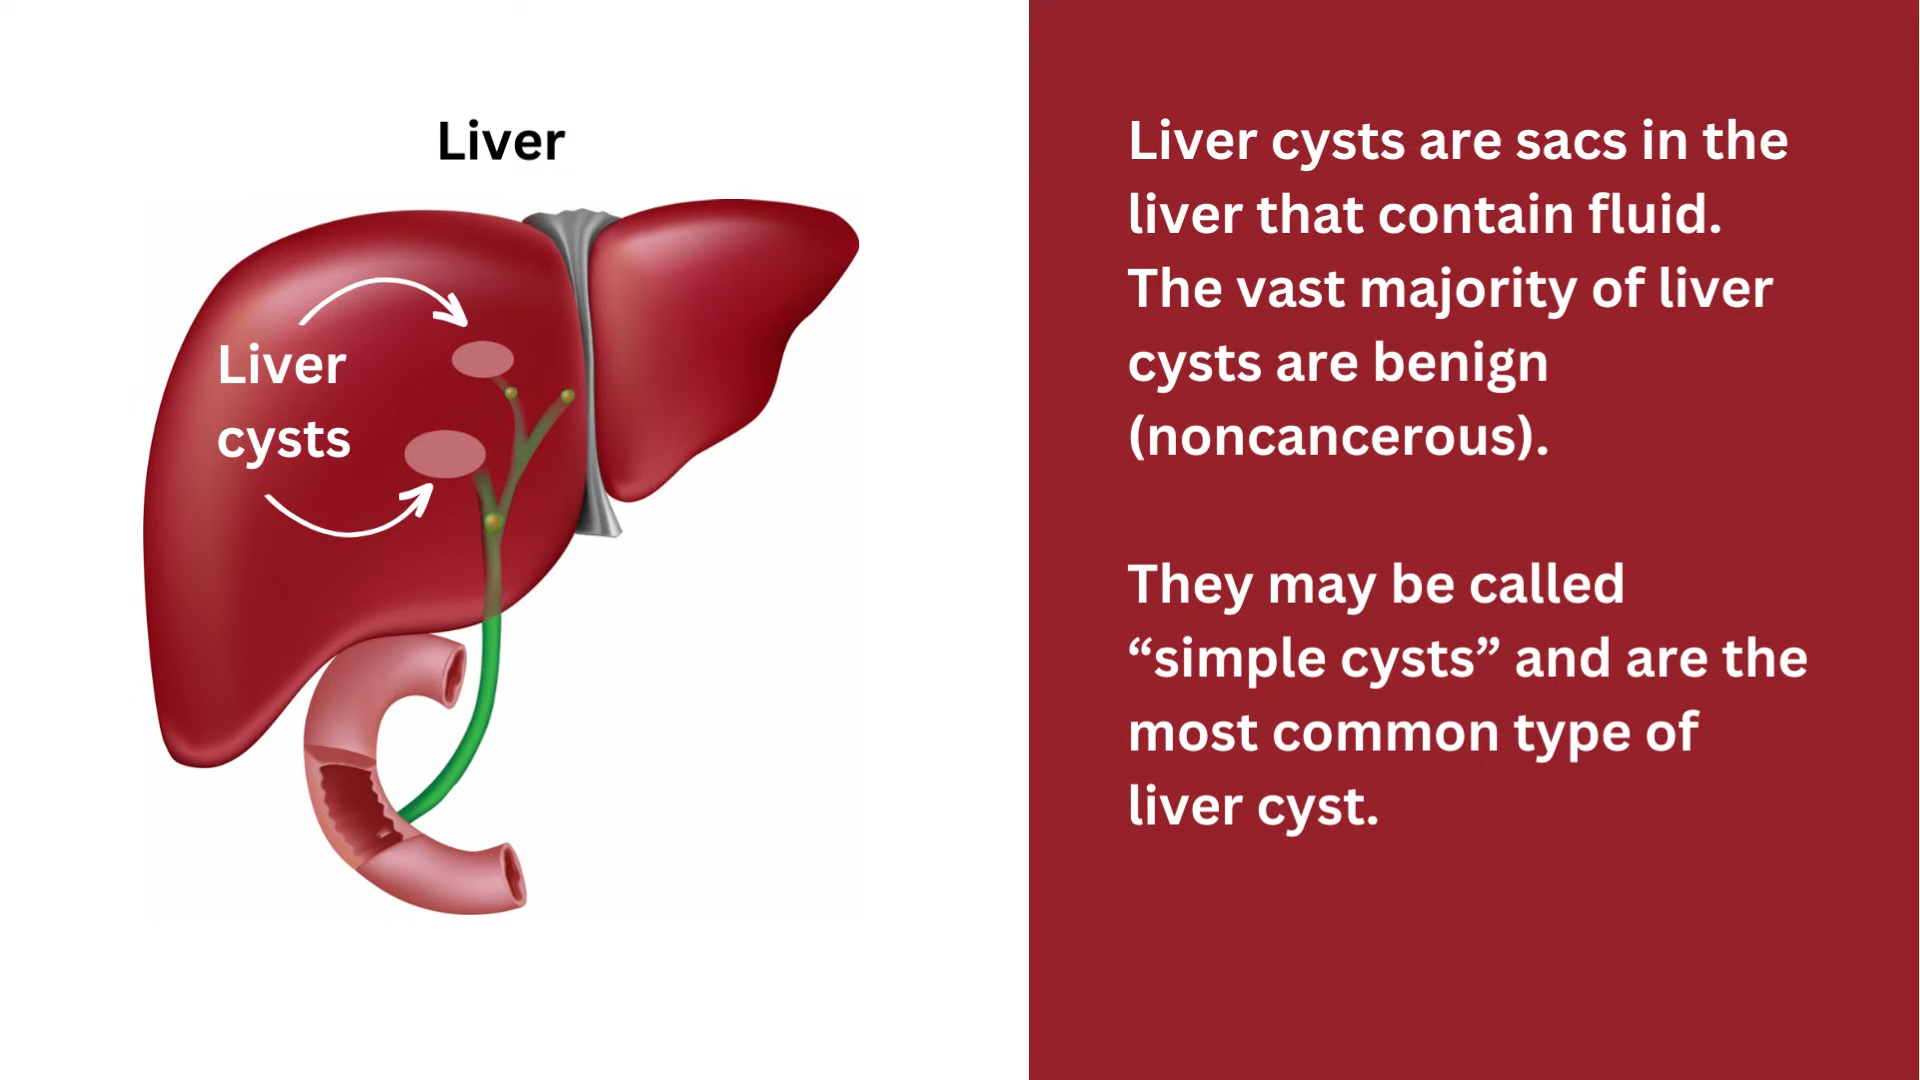 Liver
Liver
cysts
Liver cysts are sacs in the
liver that contain fluid.
The vast majority of liver
cysts are benign
(noncancerous).
They may be called
“simple cysts” and are the
most common type of
liver cyst.